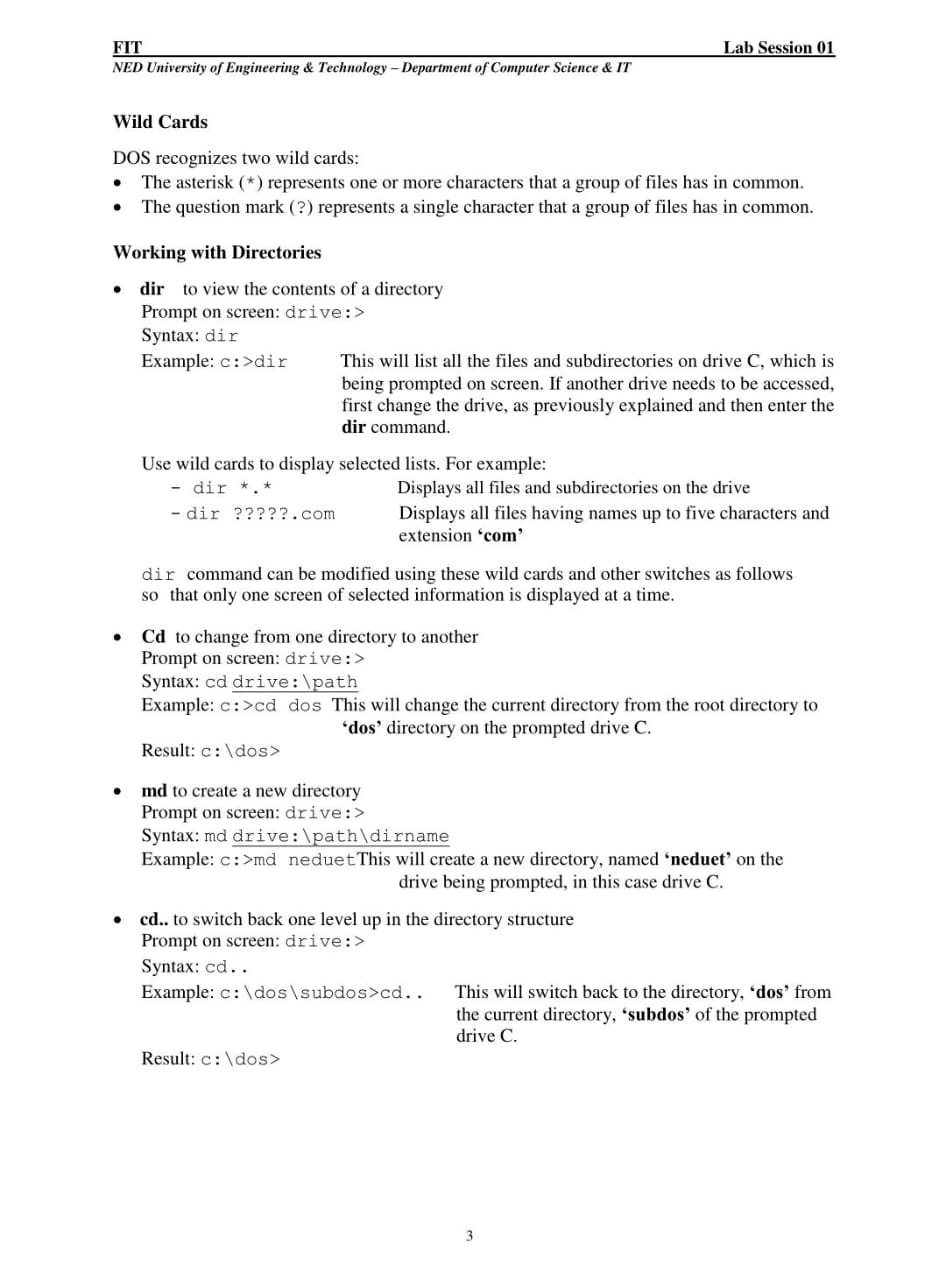 FIT Lab Session 01
NED University of Engineering & Technology – Department of Computer Science & IT
Wild Cards
DOS recognizes two wild cards:
• The asterisk (*) represents one or more characters that a group of files has in common.
• The question mark (?) represents a single character that a group of files has in common.
Working with Directories
• dir to view the contents of a directory
Prompt on screen: drive:>
Syntax: dir
Example: c:>dir This will list all the files and subdirectories on drive C, which is
being prompted on screen. If another drive needs to be accessed,
first change the drive, as previously explained and then enter the
dir command.
Use wild cards to display selected lists. For example:
- dir *.* Displays all files and subdirectories on the drive
- dir ?????.com Displays all files having names up to five characters and
extension ‘com’
dir command can be modified using these wild cards and other switches as follows
so that only one screen of selected information is displayed at a time.
• Cd to change from one directory to another
Prompt on screen: drive:>
Syntax: cd drive:\path
Example: c:>cd dos This will change the current directory from the root directory to
‘dos’ directory on the prompted drive C.
Result: c:\dos>
• md to create a new directory
Prompt on screen: drive:>
Syntax: md drive:\path\dirname
Example: c:>md neduetThis will create a new directory, named ‘neduet’ on the
drive being prompted, in this case drive C.
• cd.. to switch back one level up in the directory structure
Prompt on screen: drive:>
Syntax: cd..
Example: c:\dos\subdos>cd.. This will switch back to the directory, ‘dos’ from
the current directory, ‘subdos’ of the prompted
drive C.
Result: c:\dos>
3